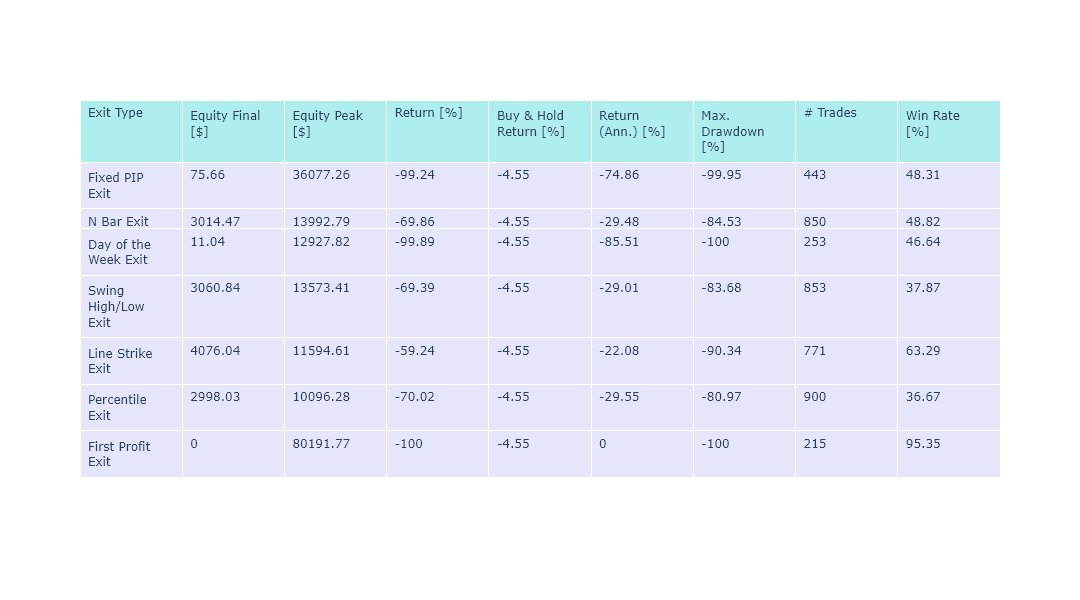 Exit Type
Equity Final
[$]
Equity Peak
[$]
Return [%]
Buy & Hold
Return [%]
Return
(Ann.) [%]
Max.
Drawdown
[%]
# Trades
Win Rate
[%]
Fixed PIP
Exit
75.66
36077.26
-99.24
-4.55
-74.86
-99.95
443
48.31
N Bar Exit
3014.47
13992.79
-69.86
-4.55
-29.48
-84.53
850
48.82
Day of the
Week Exit
11.04
12927.82
-99.89
-4.55
-85.51
-100
253
46.64
Swing
High/Low
Exit
3060.84
13573.41
-69.39
-4.55
-29.01
-83.68
853
37.87
Line Strike
Exit
4076.04
11594.61
-59.24
-4.55
-22.08
-90.34
771
63.29
Percentile
Exit
2998.03
10096.28
-70.02
-4.55
-29.55
-80.97
900
36.67
First Profit
Exit
0
80191.77
-100
-4.55
0
-100
215
95.35